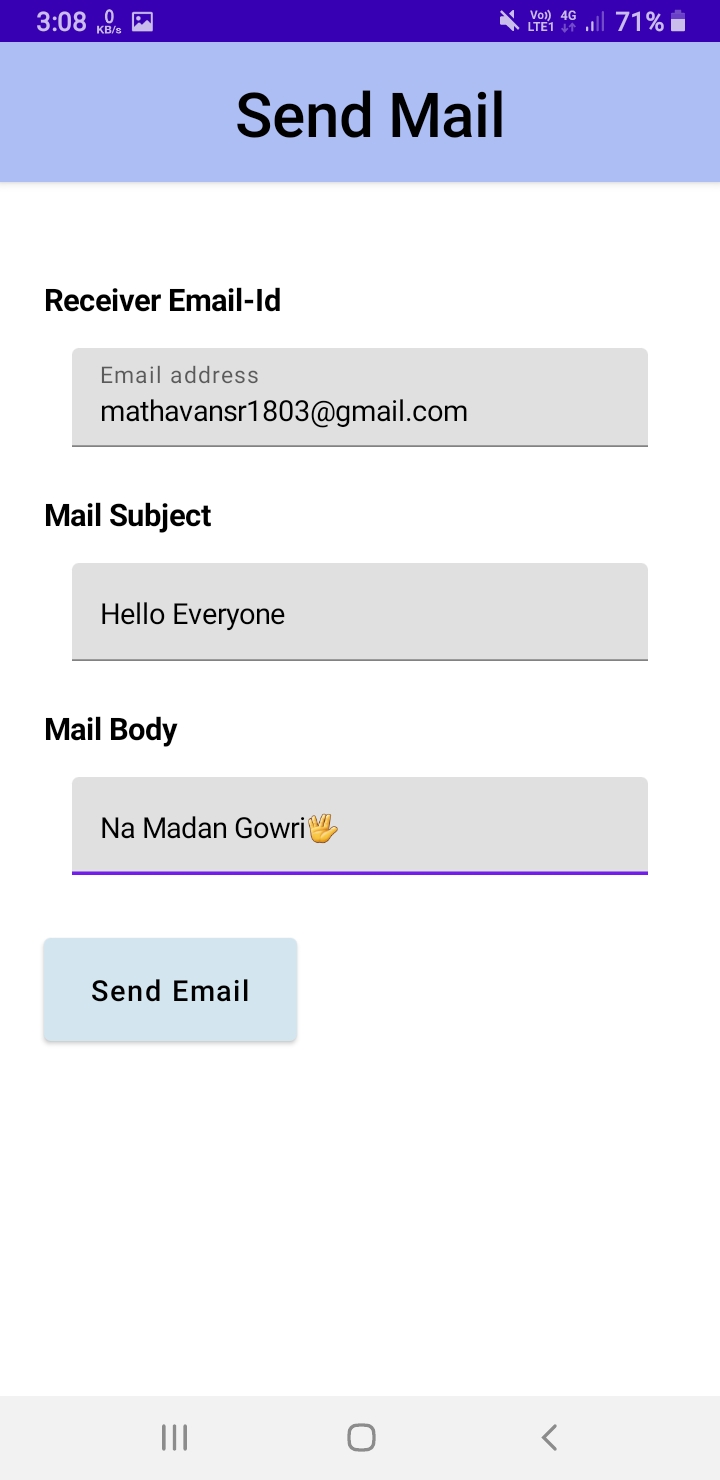 3:08 0 KB/s Vo)) LTE1 4G 71%
Send Mail
Receiver Email-Id
Email address
mathavansr1803@gmail.com
Mail Subject
Hello Everyone
Mail Body
Na Madan Gowri🖖
Send Email